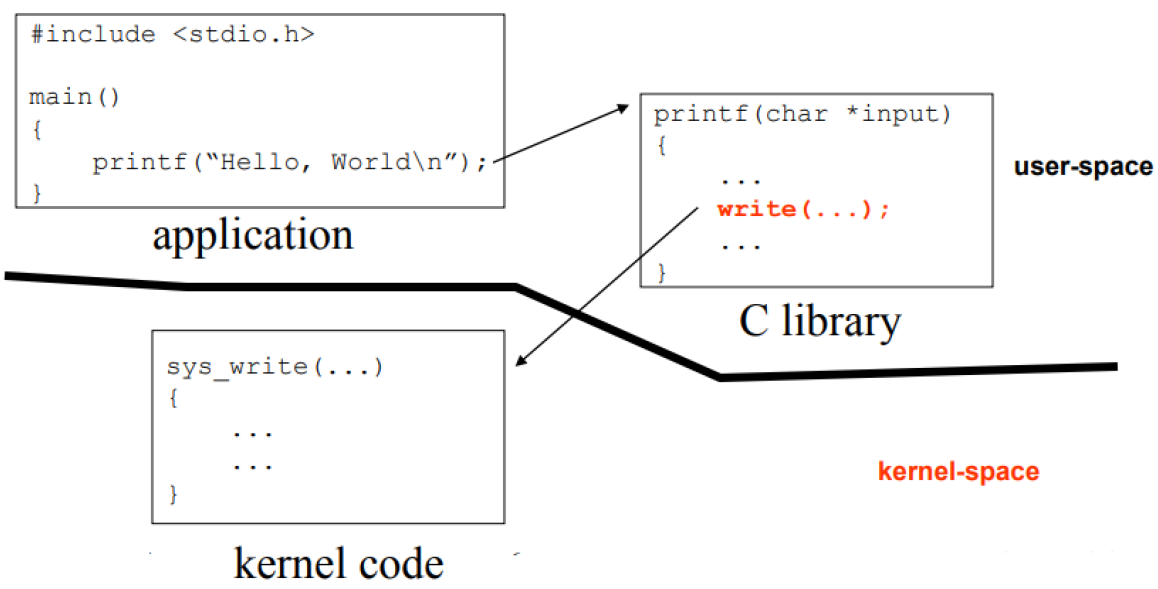 #include <stdio.h>
main()
{
printf(“Hello, World\n”);
}
application
printf(char *input)
{
...
write(...);
...
}
C library
user-space
sys_write(...)
{
...
...
}
kernel code
kernel-space